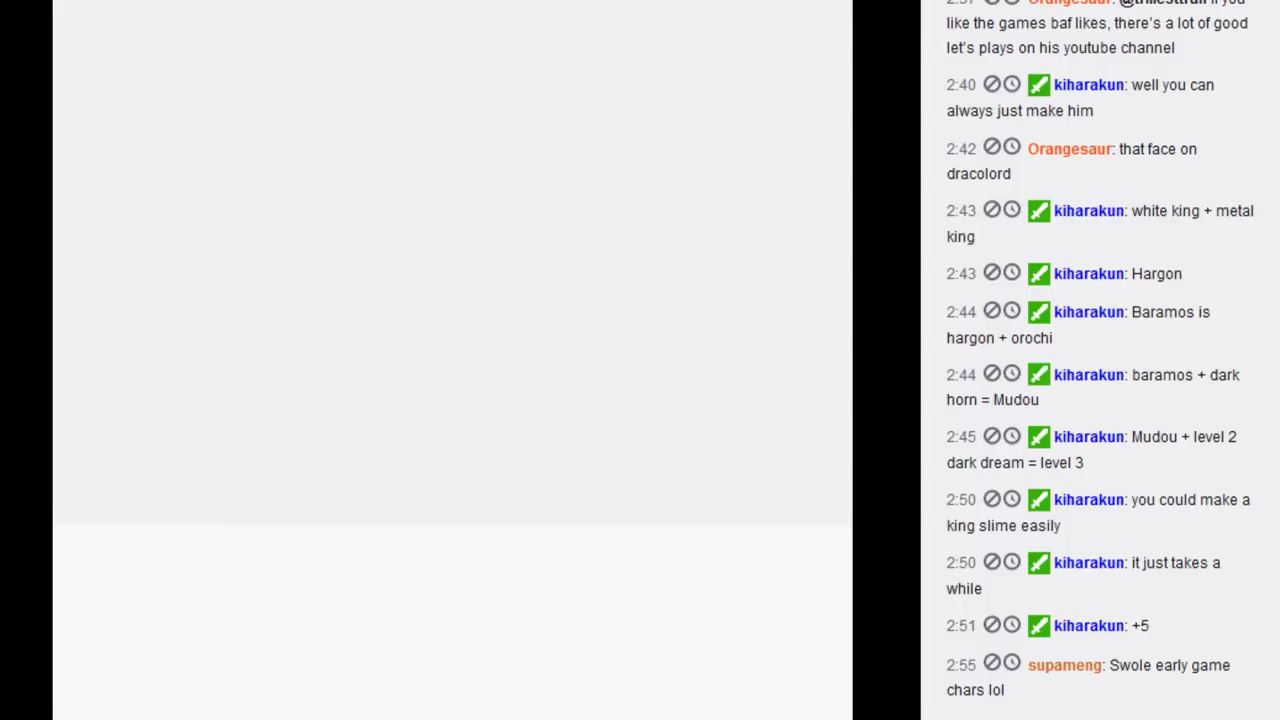 like the games baf likes, there's a lot of good
let's plays on his youtube channel
2:40 kiharakun: well you can
always just make him
2:42 Orangesaur: that face on
dracolord
2:43 kiharakun: white king + metal
king
2:43 kiharakun: Hargon
2:44 kiharakun: Baramos is
hargon + orochi
2:44 kiharakun: baramos + dark
horn = Mudou
2:45 kiharakun: Mudou + level 2
dark dream = level 3
2:50 kiharakun: you could make a
king slime easily
2:50 kiharakun: it just takes a
while
2:51 kiharakun: +5
2:55 supameng: Swole early game
chars lol